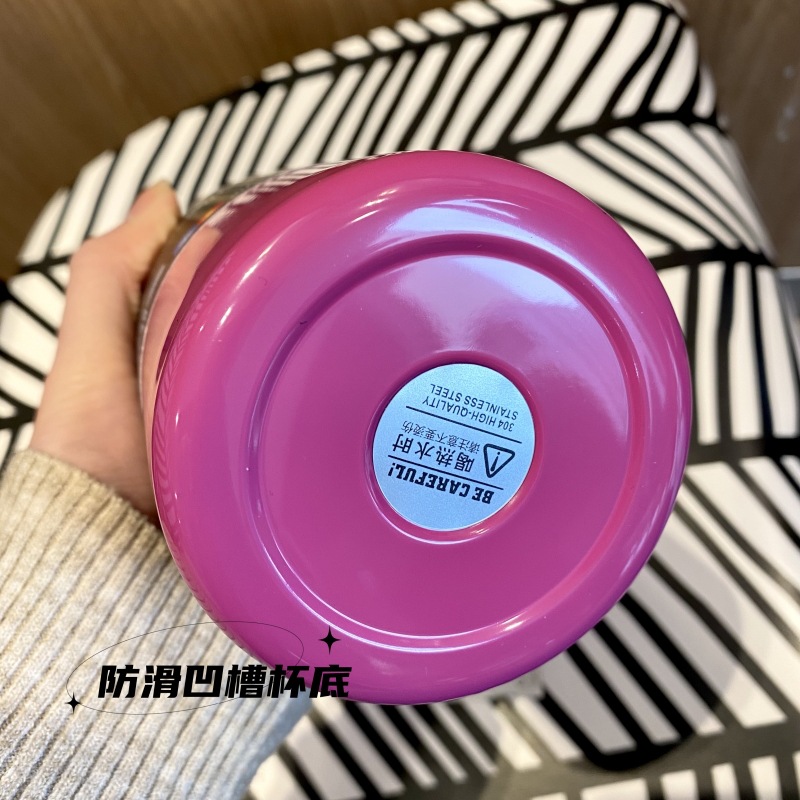 BE CAREFUL!
喝热水时
请注意不要烫伤
304 HIGH-QUALITY
STAINLESS STEEL
防滑凹槽杯底